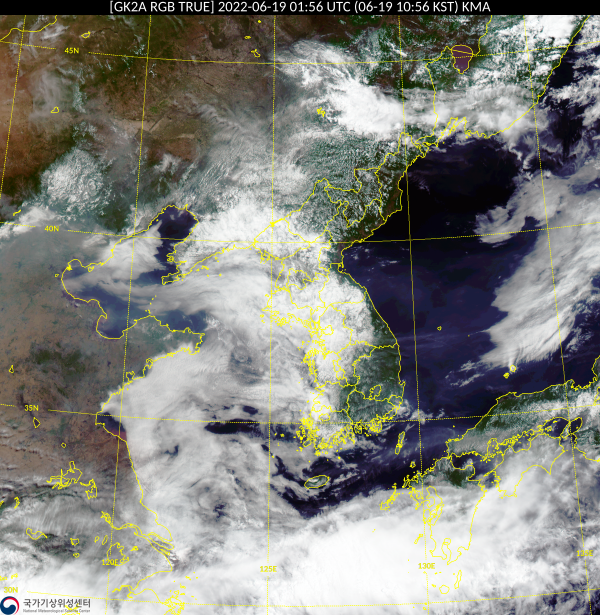 [GK2A RGB TRUE] 2022-06-19 01:56 UTC (06-19 10:56 KST) KMA
45N
40N
35N
120E
125E
130E
30N
국가기상위성센터
National Meteorological Satellite Center